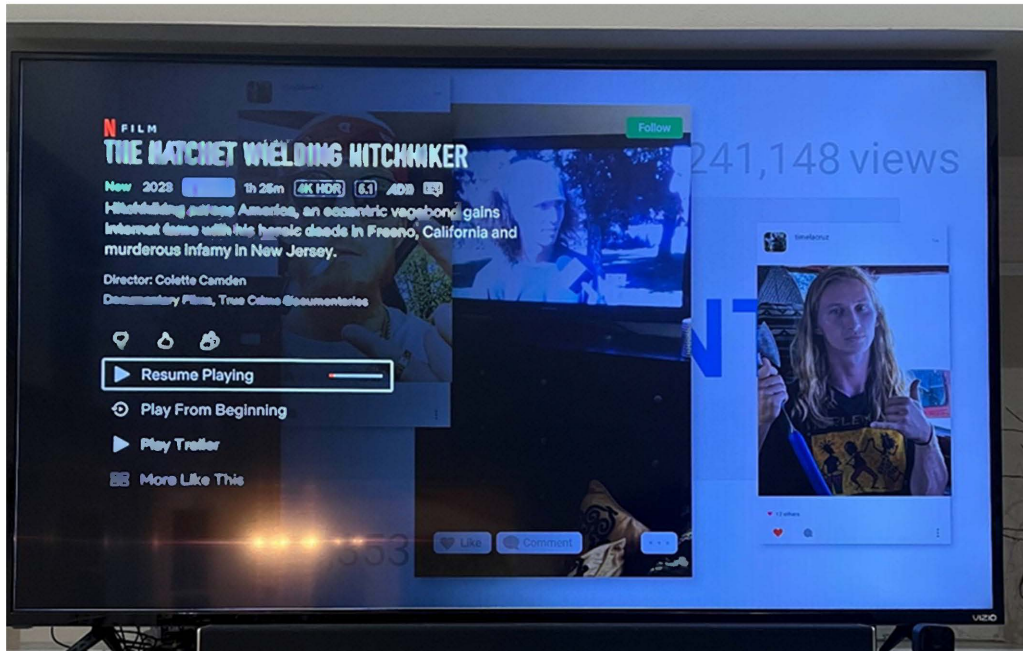 N FILM
THE HATCHET WIELDING HITCHHIKER
New 2023 1h 25m 4K HDR 5.1 AD
Hitchhiking across America, an eccentric vagabond gains
Internet fame with his heroic deeds in Fresno, California and
murderous infamy in New Jersey.
Director: Colette Camden
Documentary Films, True Crime Documentaries
Resume Playing
Play From Beginning
Play Trailer
More Like This
Follow
241,148 views
NT
353
Like
Comment
VIZIO